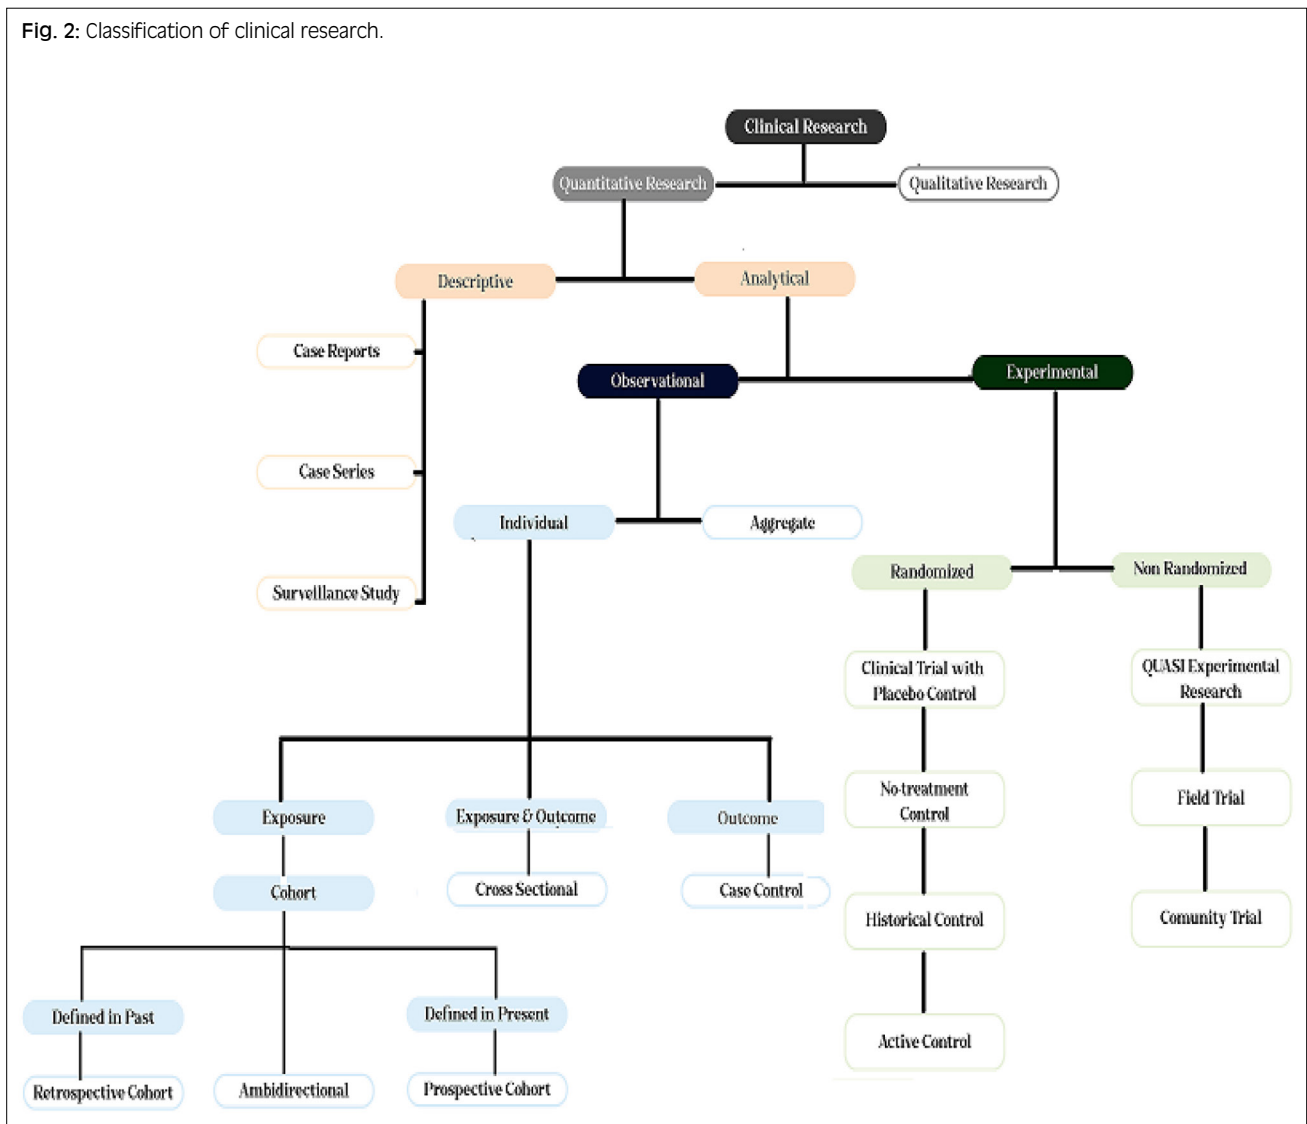 Fig. 2: Classification of clinical research.
Clinical Research
Quantitative Research
Qualitative Research
Descriptive
Analytical
Case Reports
Observational
Experimental
Case Series
Individual
Aggregate
Randomized
Non Randomized
Surveillance Study
Clinical Trial with
Placebo Control
QUASI Experimental
Research
No-treatment
Control
Field Trial
Exposure
Exposure & Outcome
Outcome
Cohort
Cross Sectional
Case Control
Historical Control
Comunity Trial
Defined in Past
Defined in Present
Active Control
Retrospective Cohort
Ambidirectional
Prospective Cohort